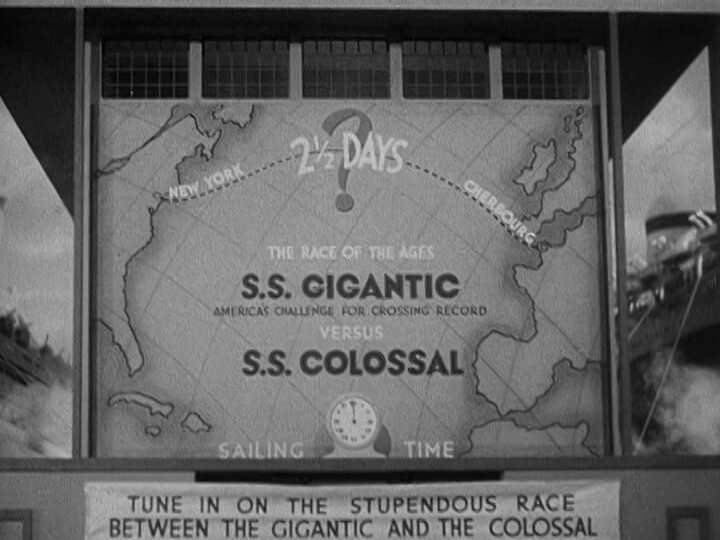 2½ DAYS
?
NEW YORK
CHERBOURG
THE RACE OF THE AGES
S.S. GIGANTIC
AMERICA'S CHALLENGE FOR CROSSING RECORD
VERSUS
S.S. COLOSSAL
SAILING TIME
TUNE IN ON THE STUPENDOUS RACE
BETWEEN THE GIGANTIC AND THE COLOSSAL